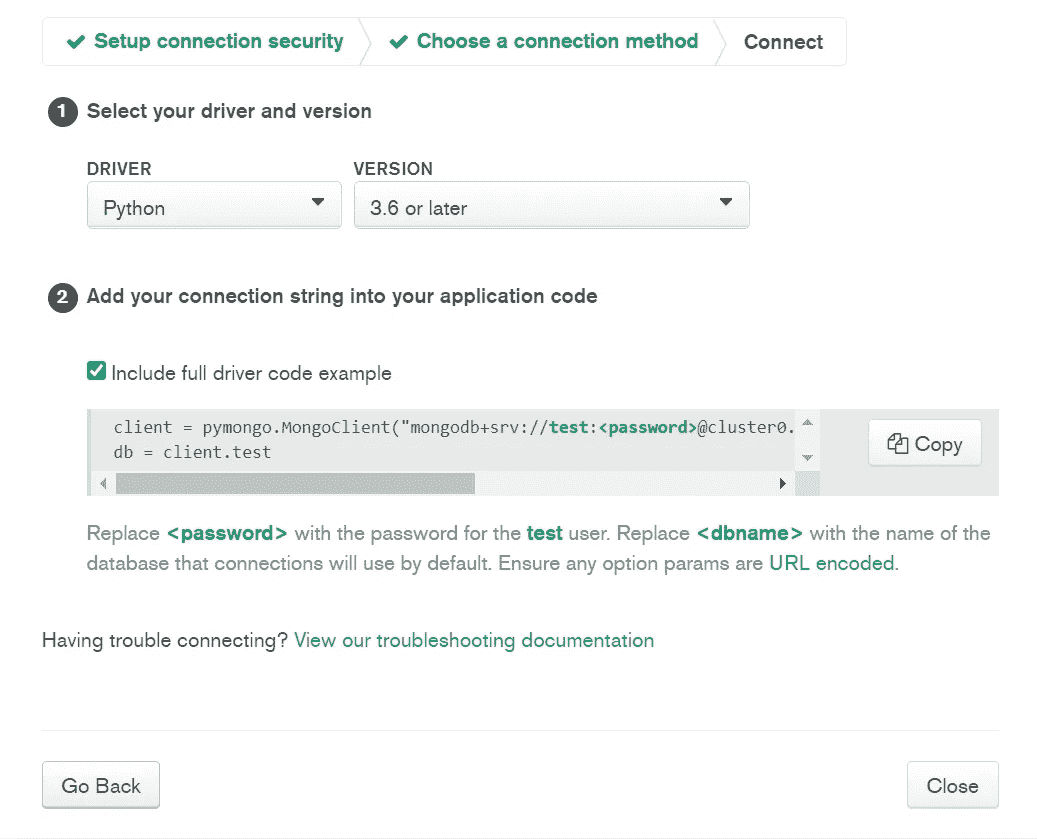 Setup connection security Choose a connection method Connect
1 Select your driver and version
DRIVER VERSION
Python 3.6 or later
2 Add your connection string into your application code
Include full driver code example
client = pymongo.MongoClient("mongodb+srv://test:<password>@cluster0.
db = client.test
Copy
Replace <password> with the password for the test user. Replace <dbname> with the name of the
database that connections will use by default. Ensure any option params are URL encoded.
Having trouble connecting? View our troubleshooting documentation
Go Back Close